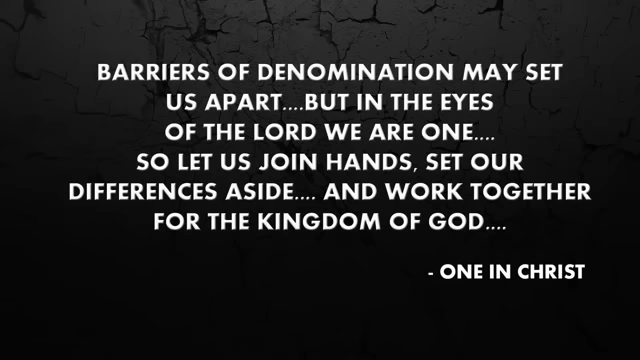 BARRIERS OF DENOMINATION MAY SET
US APART....BUT IN THE EYES
OF THE LORD WE ARE ONE....
SO LET US JOIN HANDS, SET OUR
DIFFERENCES ASIDE.... AND WORK TOGETHER
FOR THE KINGDOM OF GOD....
- ONE IN CHRIST